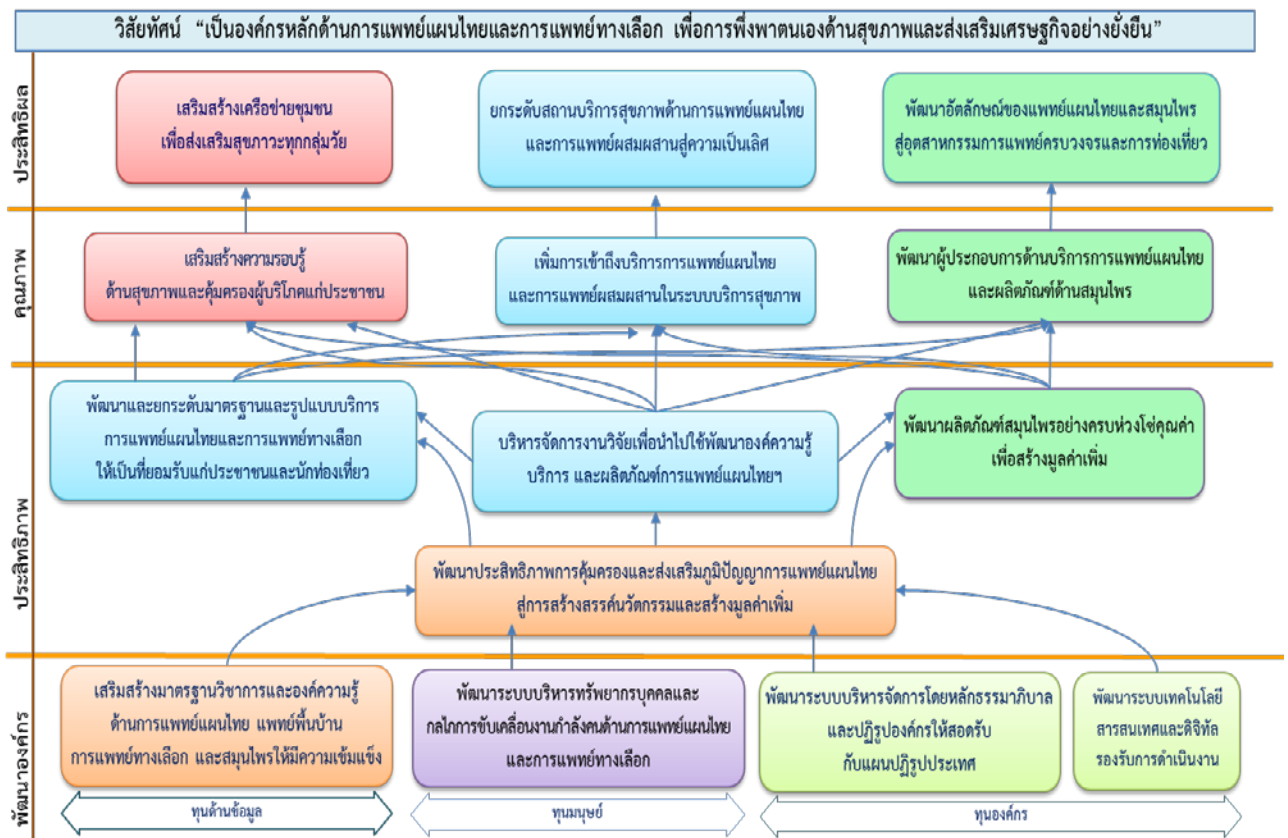 วิสัยทัศน์ “เป็นองค์กรหลักด้านการแพทย์แผนไทยและการแพทย์ทางเลือก เพื่อการพึ่งพาตนเองด้านสุขภาพและส่งเสริมเศรษฐกิจอย่างยั่งยืน”
ประสิทธิผล
เสริมสร้างเครือข่ายชุมชน
เพื่อส่งเสริมสุขภาวะทุกกลุ่มวัย
ยกระดับสถานบริการสุขภาพด้านการแพทย์แผนไทย
และการแพทย์ผสมผสานสู่ความเป็นเลิศ
พัฒนาอัตลักษณ์ของแพทย์แผนไทยและสมุนไพร
สู่อุตสาหกรรมการแพทย์ครบวงจรและการท่องเที่ยว
คุณภาพ
เสริมสร้างความรอบรู้
ด้านสุขภาพและคุ้มครองผู้บริโภคแก่ประชาชน
เพิ่มการเข้าถึงบริการการแพทย์แผนไทย
และการแพทย์ผสมผสานในระบบบริการสุขภาพ
พัฒนาผู้ประกอบการด้านบริการการแพทย์แผนไทย
และผลิตภัณฑ์ด้านสมุนไพร
ประสิทธิภาพ
พัฒนาและยกระดับมาตรฐานและรูปแบบบริการ
การแพทย์แผนไทยและการแพทย์ทางเลือก
ให้เป็นที่ยอมรับแก่ประชาชนและนักท่องเที่ยว
บริหารจัดการงานวิจัยเพื่อนำไปใช้พัฒนาองค์ความรู้
บริการ และผลิตภัณฑ์การแพทย์แผนไทยฯ
พัฒนาผลิตภัณฑ์สมุนไพรอย่างครบห่วงโซ่คุณค่า
เพื่อสร้างมูลค่าเพิ่ม
พัฒนาประสิทธิภาพการคุ้มครองและส่งเสริมภูมิปัญญาการแพทย์แผนไทย
สู่การสร้างสรรค์นวัตกรรมและสร้างมูลค่าเพิ่ม
พัฒนาองค์กร
เสริมสร้างมาตรฐานวิชาการและองค์ความรู้
ด้านการแพทย์แผนไทย แพทย์พื้นบ้าน
การแพทย์ทางเลือก และสมุนไพรให้มีความเข้มแข็ง
พัฒนาระบบบริหารทรัพยากรบุคคลและ
กลไกการขับเคลื่อนงานกำลังคนด้านการแพทย์แผนไทย
และการแพทย์ทางเลือก
พัฒนาระบบบริหารจัดการโดยหลักธรรมาภิบาล
และปฏิรูปองค์กรให้สอดรับ
กับแผนปฏิรูปประเทศ
พัฒนาระบบเทคโนโลยี
สารสนเทศและดิจิทัล
รองรับการดำเนินงาน
ทุนด้านข้อมูล
ทุนมนุษย์
ทุนองค์กร